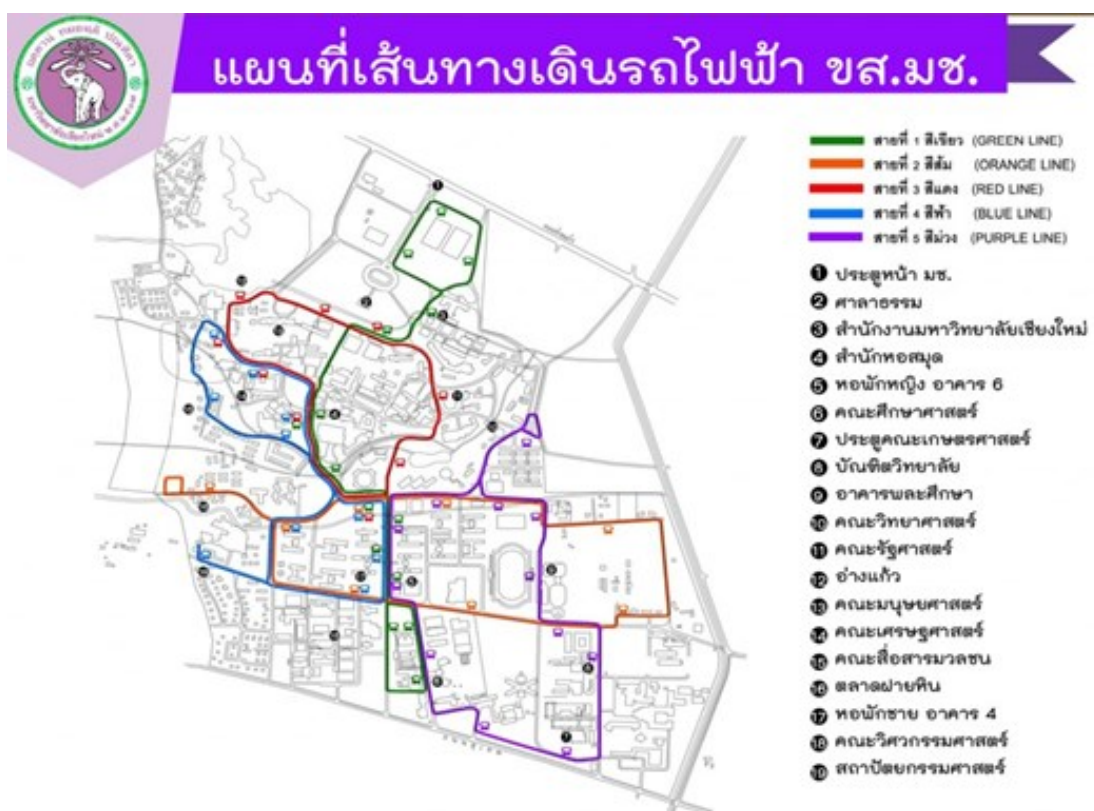 แผนที่เส้นทางเดินรถไฟฟ้า ขส.มช.
สายที่ 1 สีเขียว (GREEN LINE)
สายที่ 2 สีส้ม (ORANGE LINE)
สายที่ 3 สีแดง (RED LINE)
สายที่ 4 สีฟ้า (BLUE LINE)
สายที่ 5 สีม่วง (PURPLE LINE)
1 ประตูหน้า มช.
2 ศาลาธรรม
3 สำนักงานมหาวิทยาลัยเชียงใหม่
4 สำนักหอสมุด
5 หอพักหญิง อาคาร 6
6 คณะศึกษาศาสตร์
7 ประตูคณะเกษตรศาสตร์
8 บัณฑิตวิทยาลัย
9 อาคารพละศึกษา
10 คณะวิทยาศาสตร์
11 คณะรัฐศาสตร์
12 อ่างแก้ว
13 คณะมนุษยศาสตร์
14 คณะเศรษฐศาสตร์
15 คณะสื่อสารมวลชน
16 ตลาดฝายหิน
17 หอพักชาย อาคาร 4
18 คณะวิศวกรรมศาสตร์
19 สถาปัตยกรรมศาสตร์